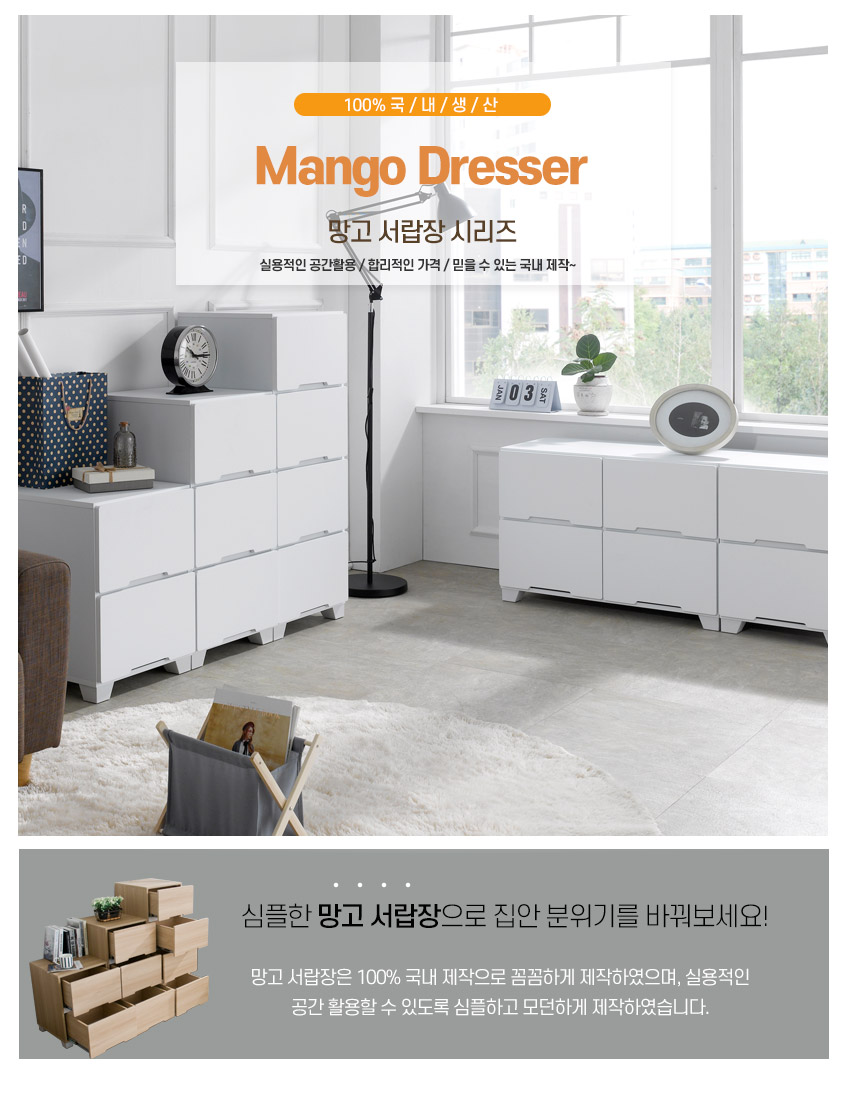 100% 국 / 내 / 생 / 산
Mango Dresser
망고 서랍장 시리즈
실용적인 공간활용 / 합리적인 가격 / 믿을 수 있는 국내 제작~
JAN 03 SAT
심플한 망고 서랍장으로 집안 분위기를 바꿔보세요!
망고 서랍장은 100% 국내 제작으로 꼼꼼하게 제작하였으며, 실용적인
공간 활용할 수 있도록 심플하고 모던하게 제작하였습니다.